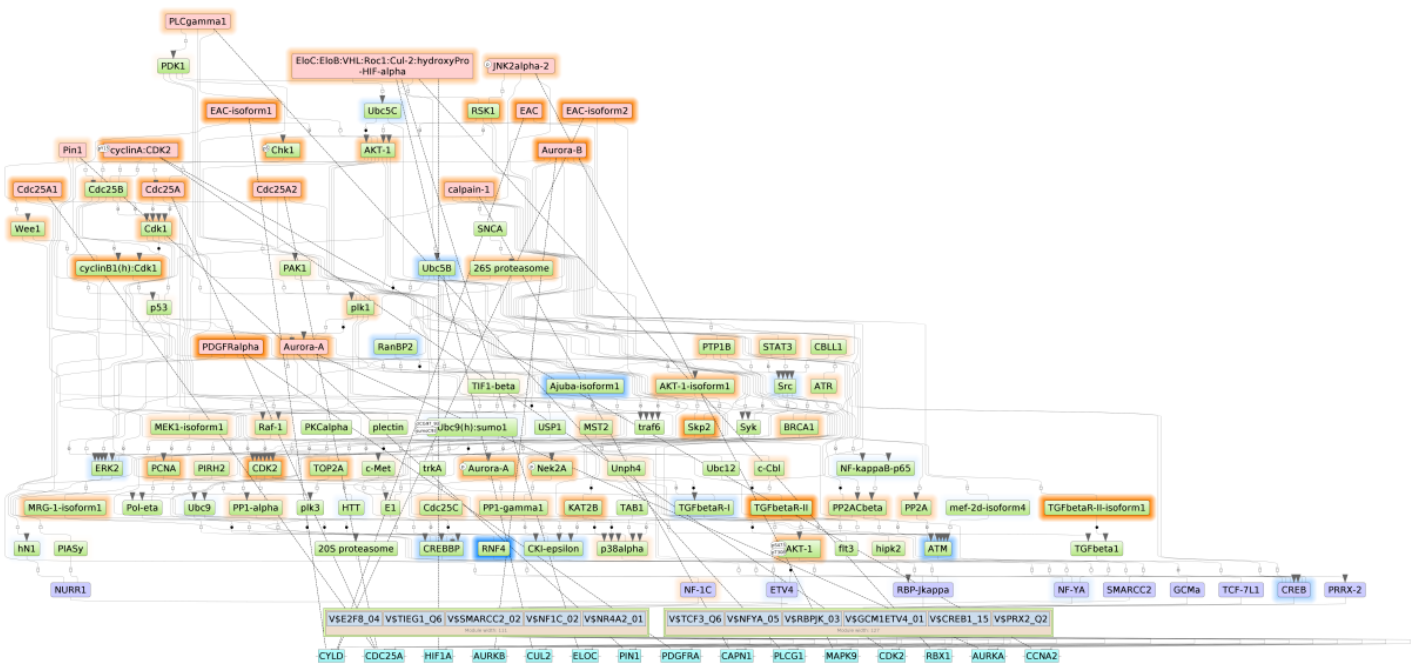 PLCgamma1
EloC:EloB:VHL:Roc1:Cul-2:hydroxyPro
-HIF-alpha
JNK2alpha-2
PDK1
EAC-isoform1
Ubc5C
RSK1
EAC
EAC-isoform2
Pin1
cyclinA:CDK2
Chk1
AKT-1
Aurora-B
Cdc25A1
Cdc25B
Cdc25A
Cdc25A2
calpain-1
Wee1
Cdk1
SNCA
cyclinB1(h):Cdk1
PAK1
Ubc5B
26S proteasome
p53
plk1
PDGFRalpha
Aurora-A
RanBP2
PTP1B
STAT3
CBLL1
TIF1-beta
Ajuba-isoform1
AKT-1-isoform1
Src
ATR
MEK1-isoform1
Raf-1
PKCalpha
plectin
Ubc9(h):sumo1
USP1
MST2
traf6
Skp2
Syk
BRCA1
ERK2
PCNA
PIRH2
CDK2
TOP2A
c-Met
trkA
Aurora-A
Nek2A
Unph4
Ubc12
c-Cbl
NF-kappaB-p65
MRG-1-isoform1
Pol-eta
Ubc9
PP1-alpha
plk3
HTT
E1
Cdc25C
PP1-gamma1
KAT2B
TAB1
TGFbetaR-I
TGFbetaR-II
PP2ACbeta
PP2A
mef-2d-isoform4
TGFbetaR-II-isoform1
hN1
PIASy
20S proteasome
CREBBP
RNF4
CKI-epsilon
p38alpha
AKT-1
flt3
hipk2
ATM
TGFbeta1
NURR1
NF-1C
ETV4
RBP-Jkappa
NF-YA
SMARCC2
GCMa
TCF-7L1
CREB
PRRX-2
V$E2F8_04 V$TIEG1_Q6 V$SMARCC2_02 V$NF1C_02 V$NR4A2_01
V$TCF3_Q6 V$NFYA_05 V$RBPJK_03 V$GCM1ETV4_01 V$CREB1_15 V$PRX2_Q2
CYLD
CDC25A
HIF1A
AURKB
CUL2
ELOC
PIN1
PDGFRA
CAPN1
PLCG1
MAPK9
CDK2
RBX1
AURKA
CCNA2